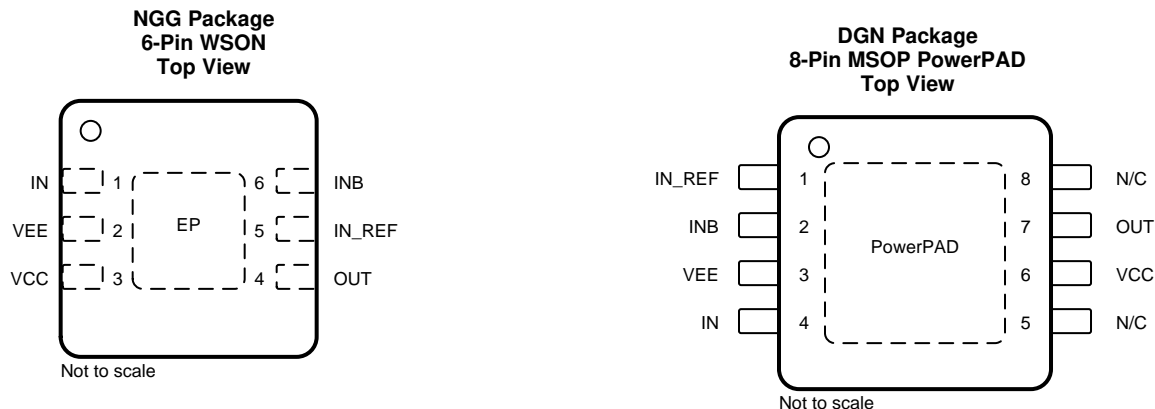 NGG Package
6-Pin WSON
Top View
IN 1 6 INB
VEE 2 EP 5 IN_REF
VCC 3 4 OUT
Not to scale
DGN Package
8-Pin MSOP PowerPAD
Top View
IN_REF 1 8 N/C
INB 2 7 OUT
PowerPAD
VEE 3 6 VCC
IN 4 5 N/C
Not to scale